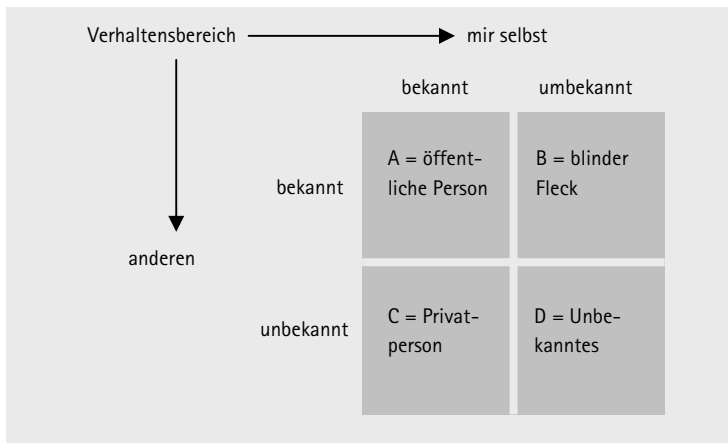 Verhaltensbereich mir selbst
bekannt umbekannt
A = öffent-
liche Person
B = blinder
Fleck
bekannt
anderen
unbekannt
C = Privat-
person
D = Unbe-
kanntes